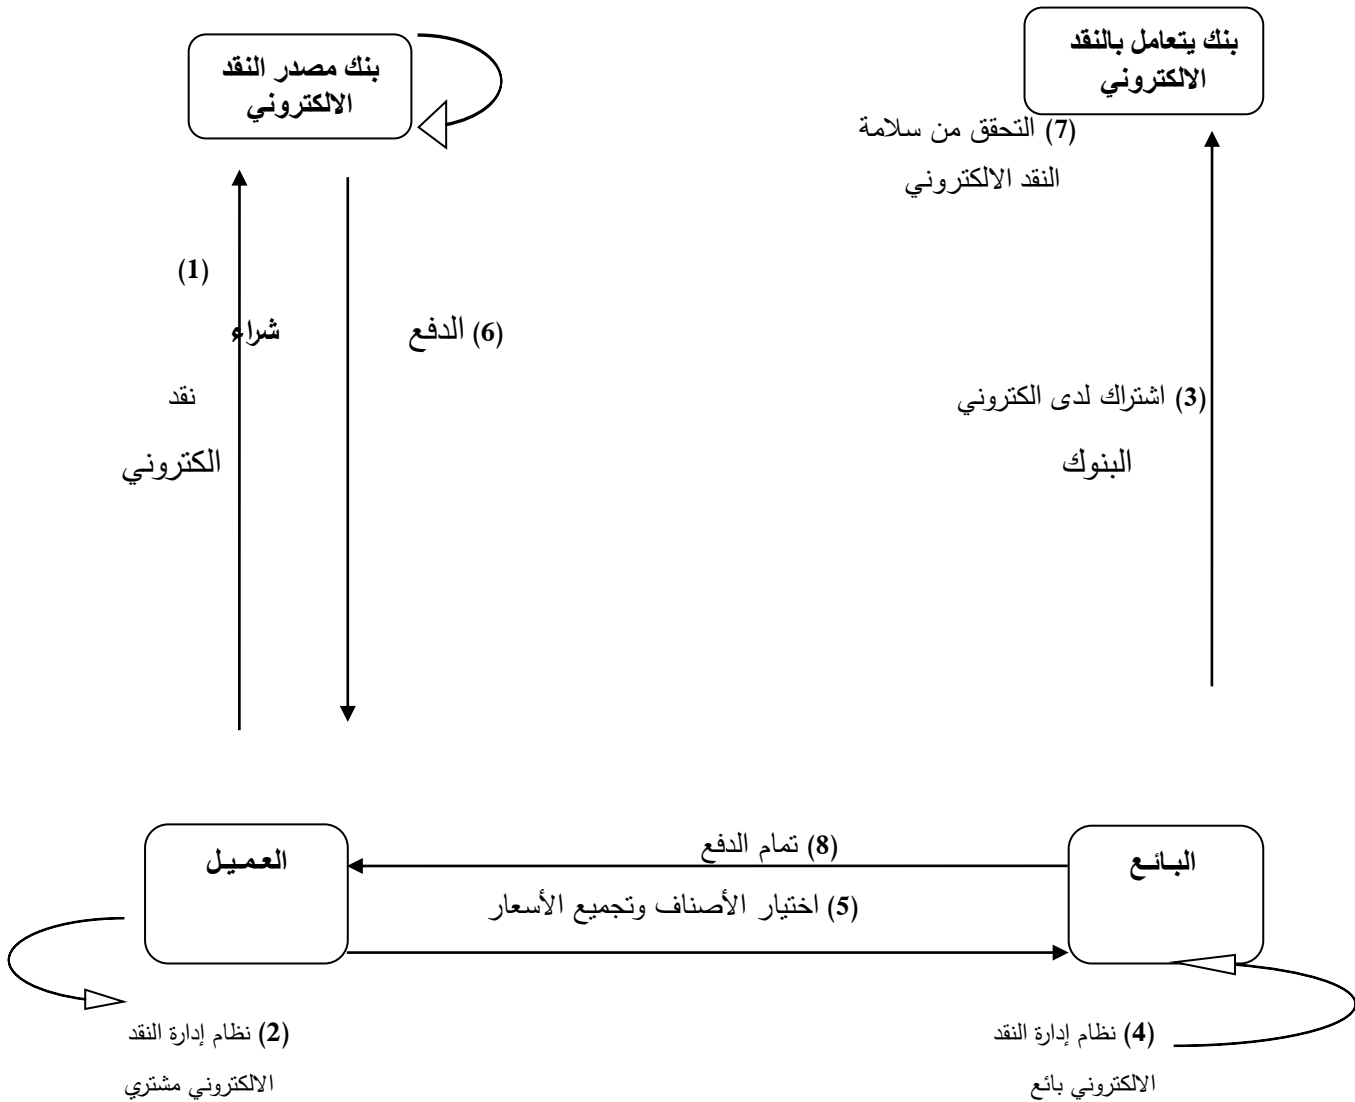 بنك يتعامل بالنقد
الالكتروني
بنك مصدر النقد
الالكتروني
(7) التحقق من سلامة
النقد الالكتروني
(1)
شراء
(6) الدفع
(3) اشتراك لدى الكتروني
نقد
البنوك
الكتروني
(8) تمام الدفع
البائـع
العـميـل
(5) اختيار الأصناف وتجميع الأسعار
(4) نظام إدارة النقد
الالكتروني بائع
(2) نظام إدارة النقد
الالكتروني مشتري